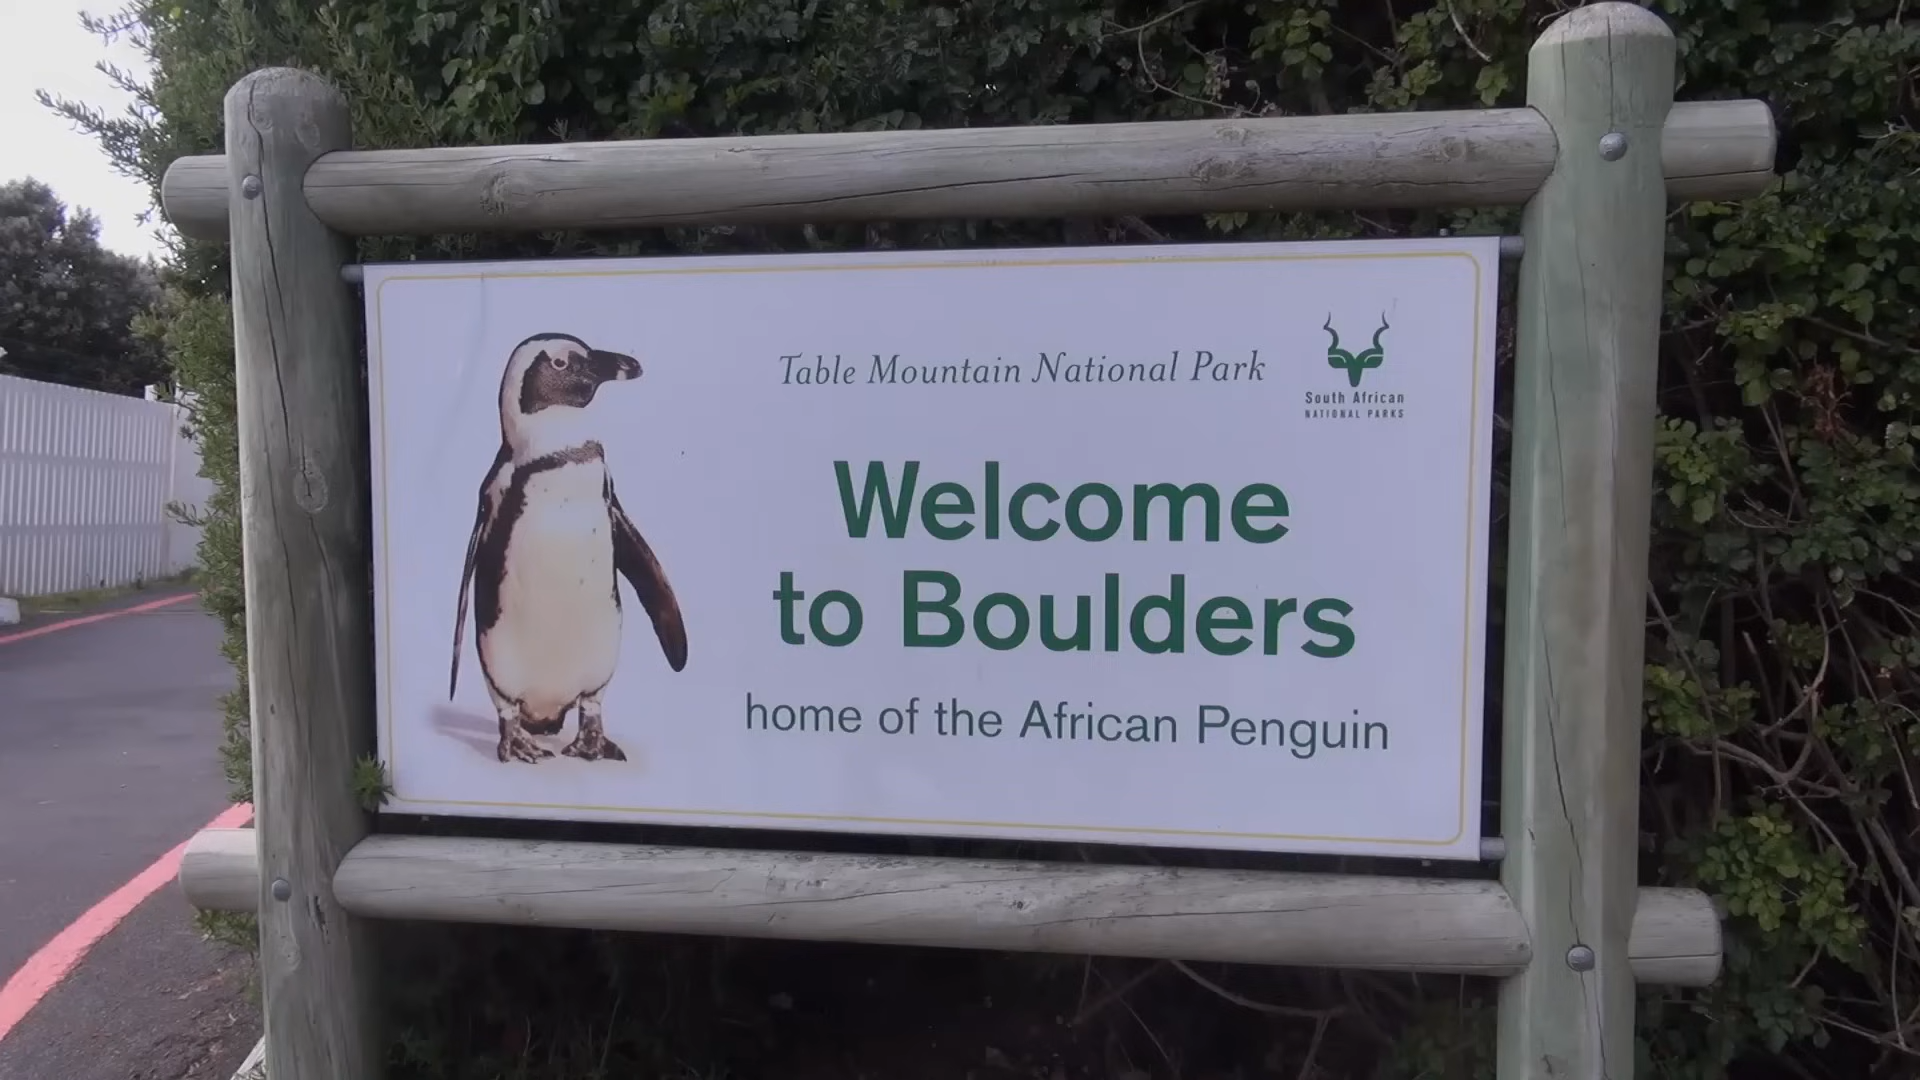 Table Mountain National Park
South African
NATIONAL PARKS
Welcome
to Boulders
home of the African Penguin